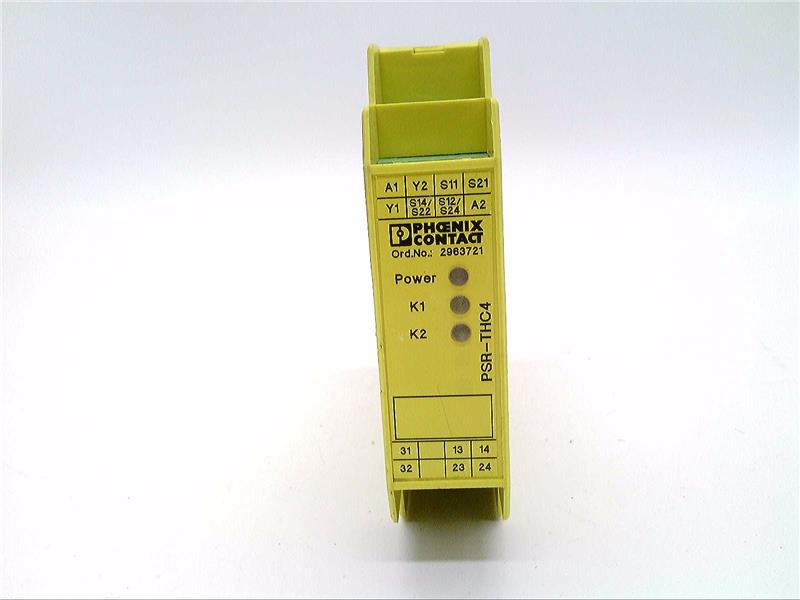 A1 Y2 S11 S21
Y1 S14/S22 S12/S24 A2
PHŒNIX
CONTACT
Ord.No.: 2963721
Power
K1
K2
PSR-THC4
31 13 14
32 23 24